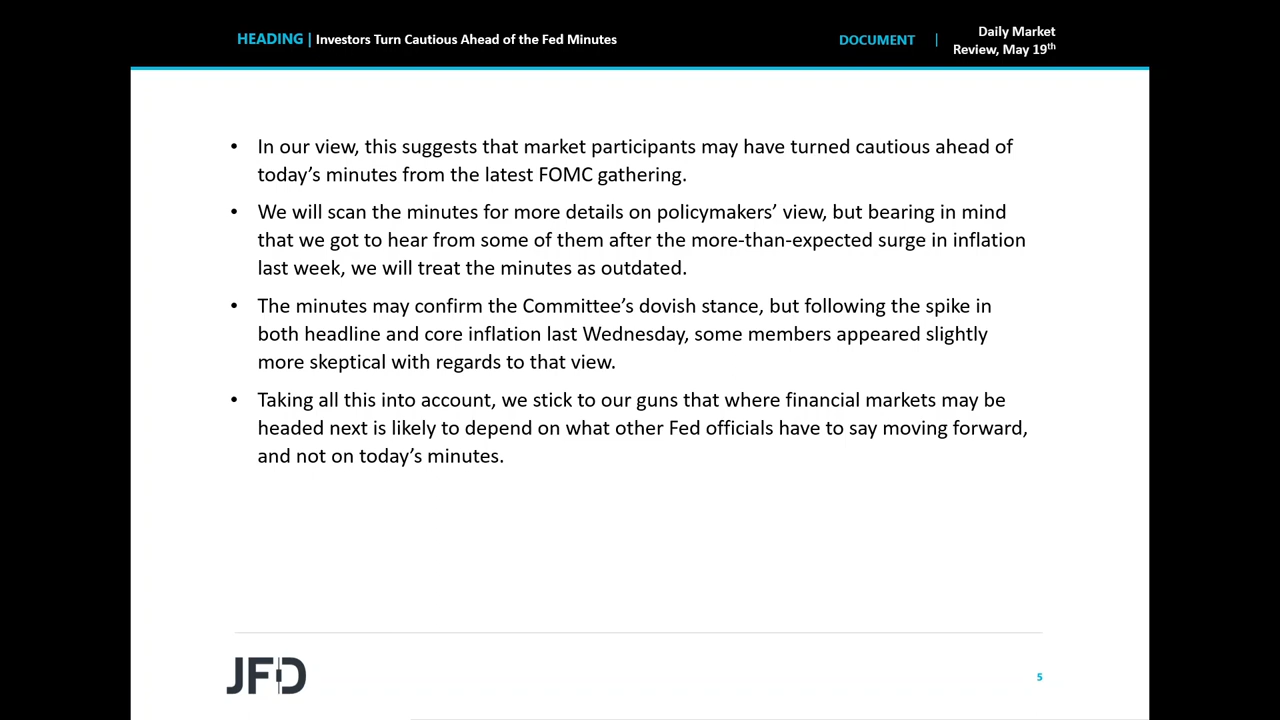 HEADING | Investors Turn Cautious Ahead of the Fed Minutes
DOCUMENT |
Daily Market
Review, May 19th
• In our view, this suggests that market participants may have turned cautious ahead of
today’s minutes from the latest FOMC gathering.
• We will scan the minutes for more details on policymakers’ view, but bearing in mind
that we got to hear from some of them after the more-than-expected surge in inflation
last week, we will treat the minutes as outdated.
• The minutes may confirm the Committee’s dovish stance, but following the spike in
both headline and core inflation last Wednesday, some members appeared slightly
more skeptical with regards to that view.
• Taking all this into account, we stick to our guns that where financial markets may be
headed next is likely to depend on what other Fed officials have to say moving forward,
and not on today’s minutes.
JFD
5